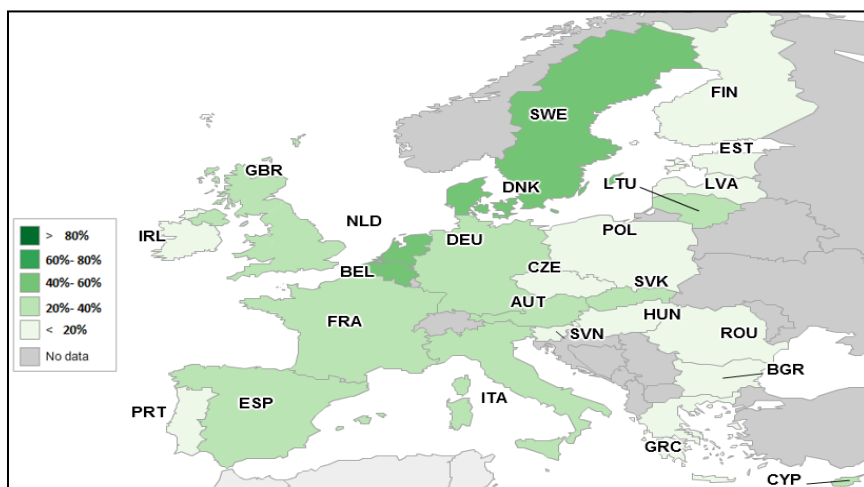 FIN
SWE
EST
GBR
DNK
LTU
LVA
NLD
IRL
DEU
POL
BEL
CZE
SVK
AUT
HUN
FRA
SVN
ROU
BGR
ITA
ESP
PRT
GRC
CYP
> 80%
60%- 80%
40%- 60%
20%- 40%
< 20%
No data